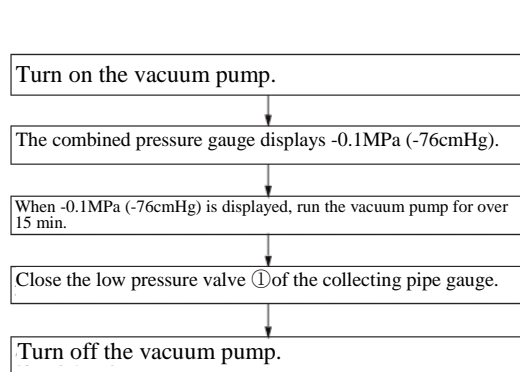 Turn on the vacuum pump.
The combined pressure gauge displays -0.1MPa (-76cmHg).
When -0.1MPa (-76cmHg) is displayed, run the vacuum pump for over
15 min.
Close the low pressure valve ①of the collecting pipe gauge.
Turn off the vacuum pump.